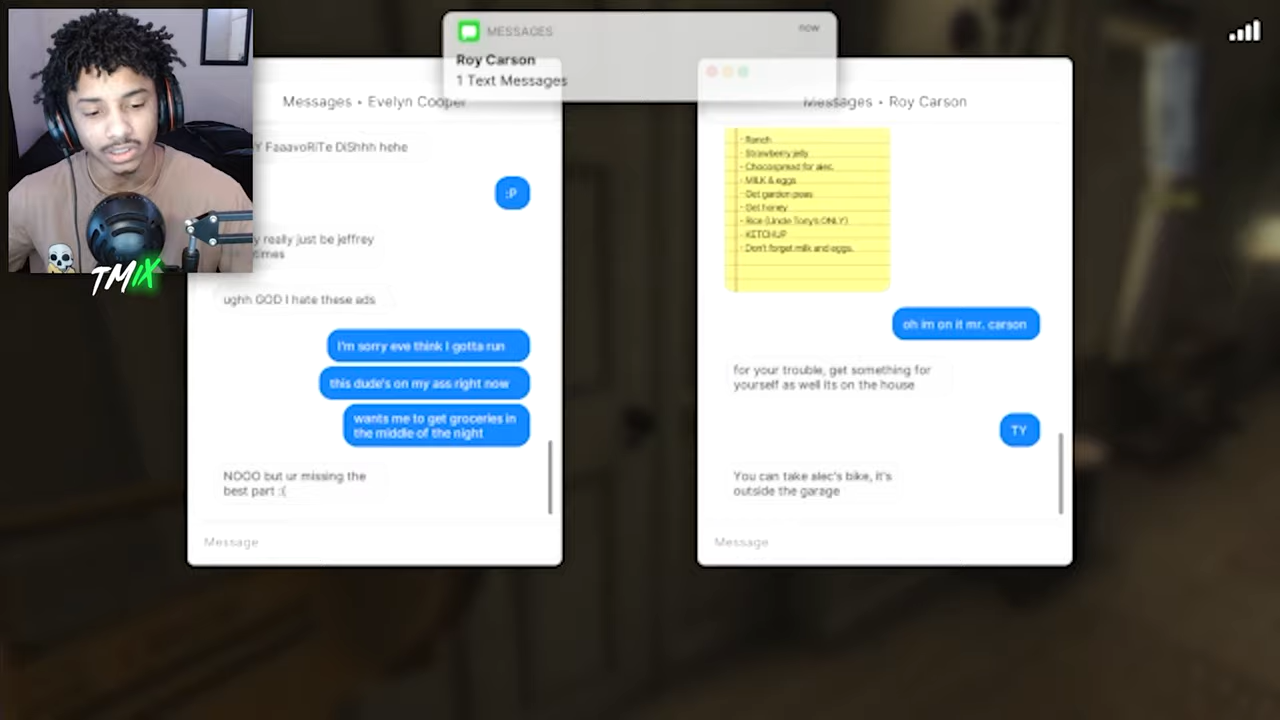 MESSAGES
now
Roy Carson
1 Text Messages
Messages • Evelyn Cooper
FaaavoRiTe DiShhh hehe
:P
really just be jeffrey
ughh GOD I hate these ads
I'm sorry eve think I gotta run
this dude's on my ass right now
wants me to get groceries in
the middle of the night
NOOO but ur missing the
best part :(
Message
Messages • Roy Carson
- Ranch
- Strawberry jelly
- Chocospread for alec.
- MILK & eggs
- Get garden peas
- Get honey
- Rice (Uncle Tony's ONLY)
- KETCHUP
- Don't forget milk and eggs.
oh im on it mr. carson
for your trouble, get something for
yourself as well its on the house
TY
You can take alec's bike, it's
outside the garage
Message
TMIX